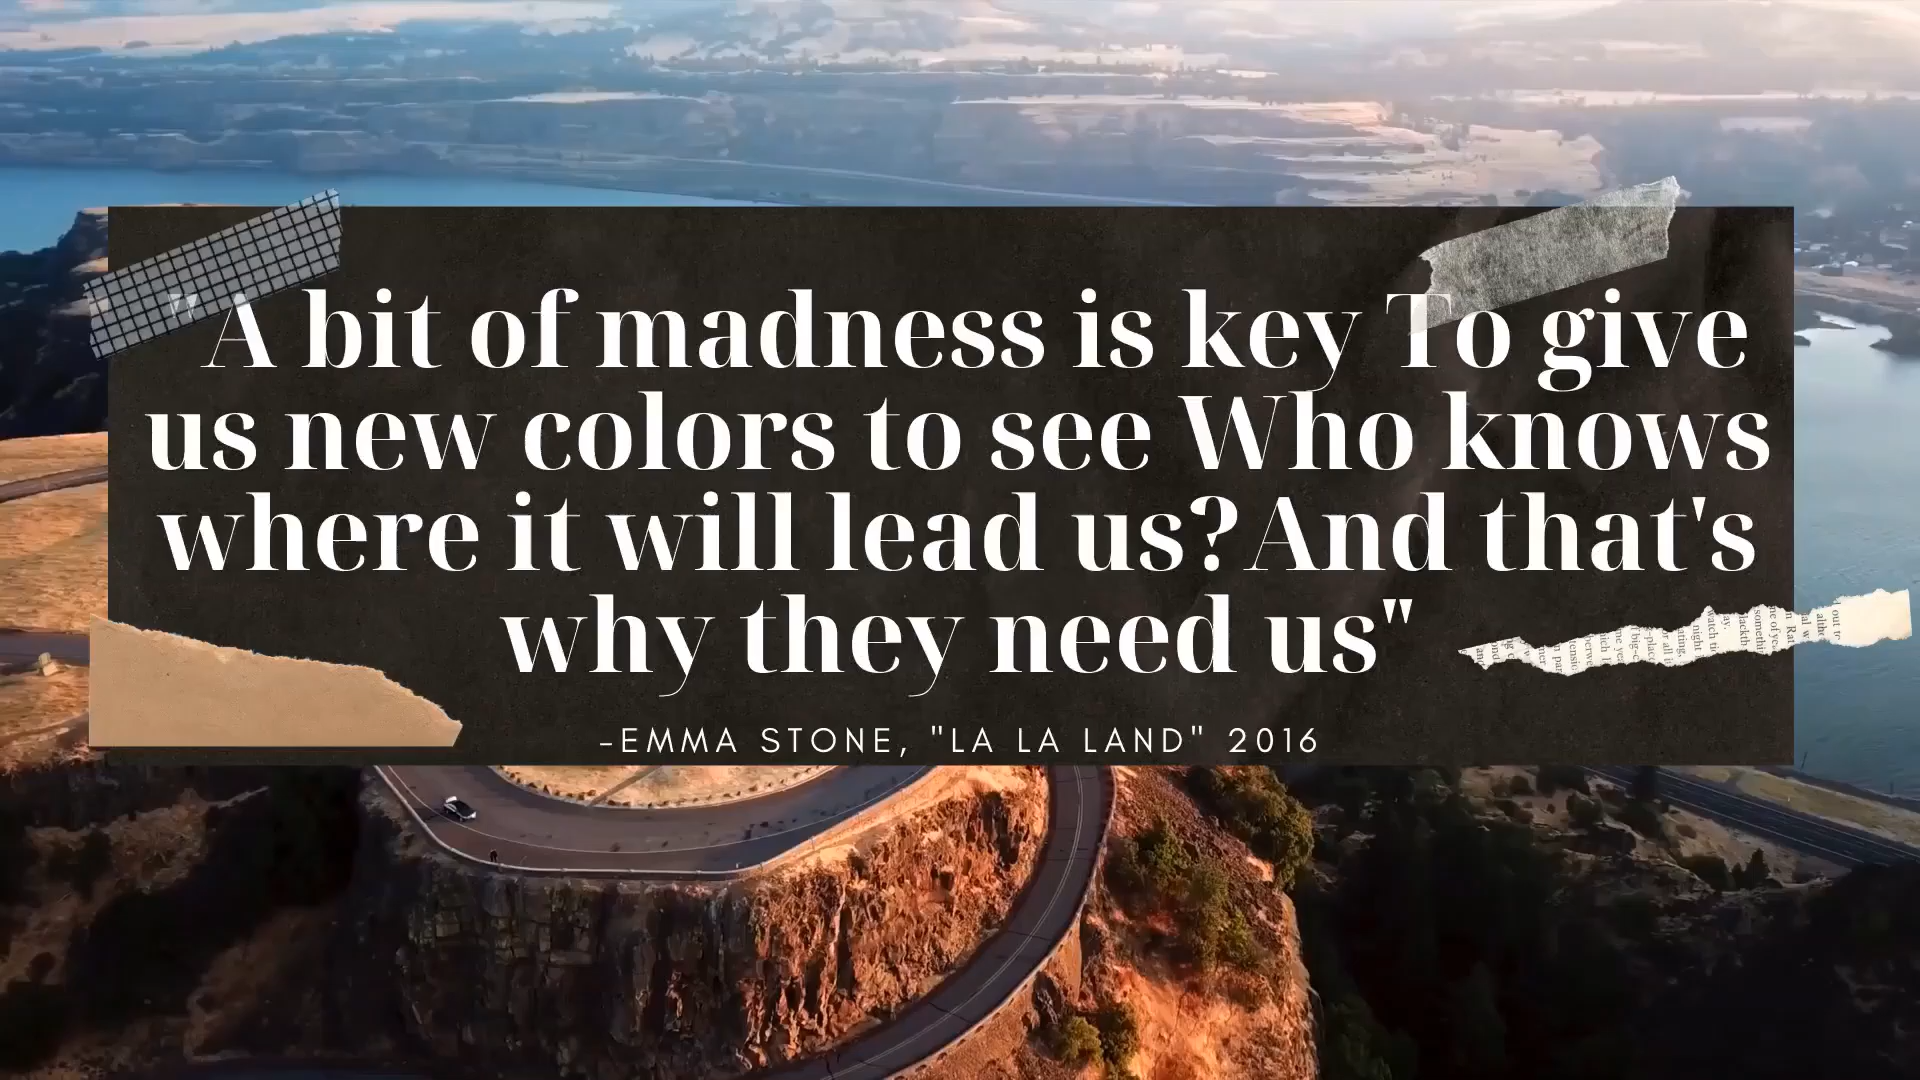 "A bit of madness is key To give
us new colors to see Who knows
where it will lead us?And that's
why they need us"
-EMMA STONE, "LA LA LAND" 2016